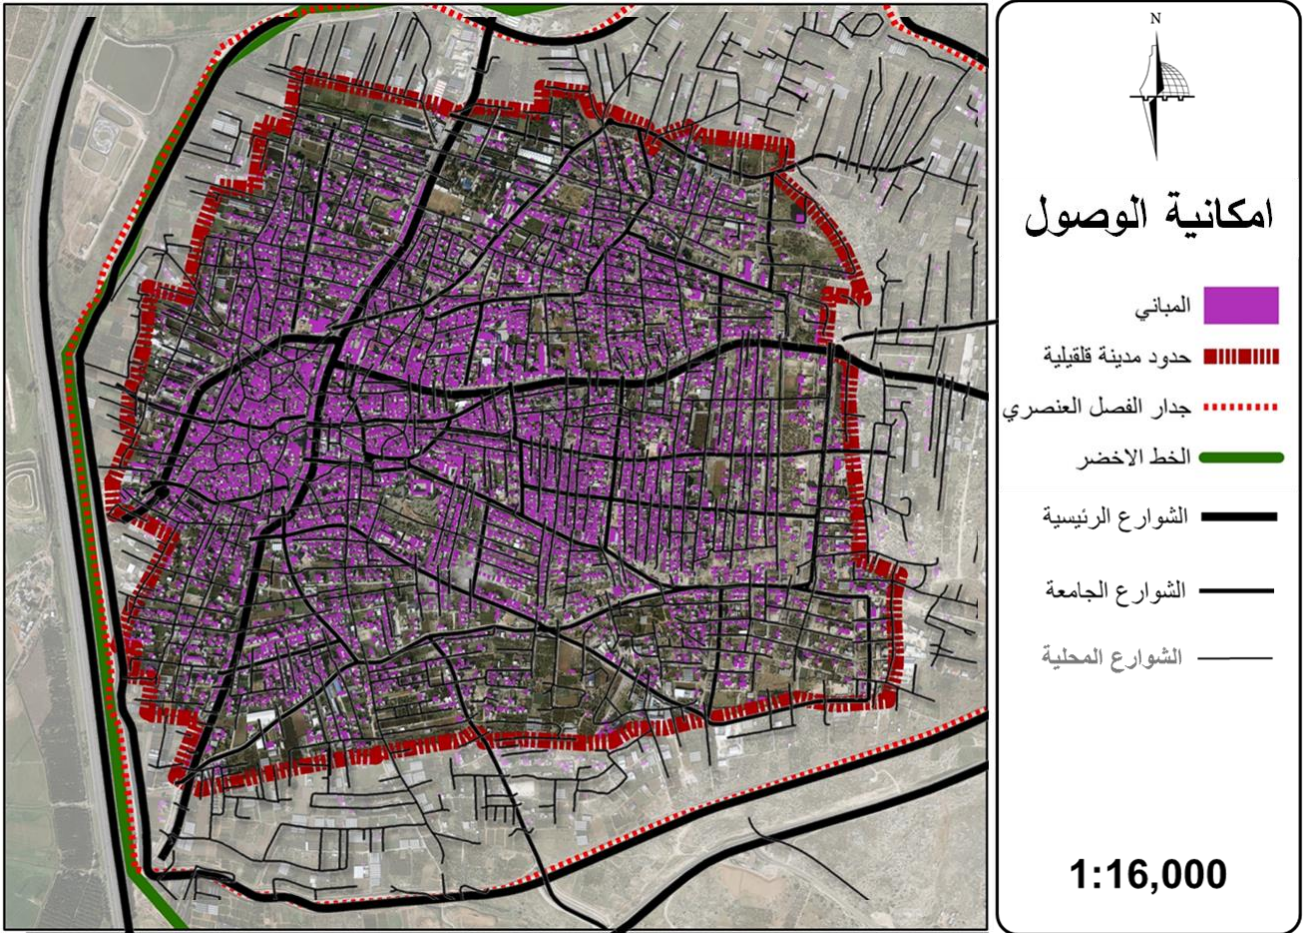 N
امكانية الوصول
المباني
حدود مدينة قلقيلية
جدار الفصل العنصري
الخط الاخضر
الشوارع الرئيسية
الشوارع الجامعة
الشوارع المحلية
1:16,000